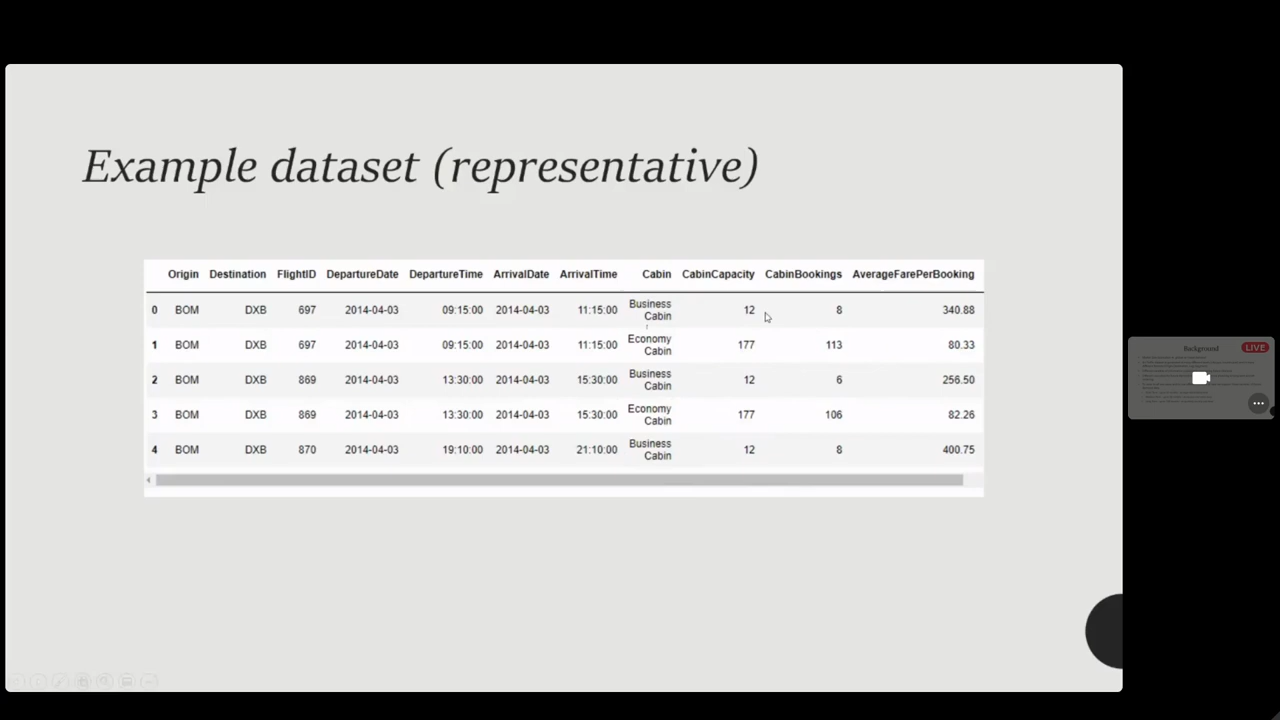 Example dataset (representative)
Origin Destination FlightID DepartureDate DepartureTime ArrivalDate ArrivalTime Cabin CabinCapacity CabinBookings AverageFarePerBooking
0 BOM DXB 697 2014-04-03 09:15:00 2014-04-03 11:15:00 Business Cabin 12 8 340.88
1 BOM DXB 697 2014-04-03 09:15:00 2014-04-03 11:15:00 Economy Cabin 177 113 80.33
2 BOM DXB 869 2014-04-03 13:30:00 2014-04-03 15:30:00 Business Cabin 12 6 256.50
3 BOM DXB 869 2014-04-03 13:30:00 2014-04-03 15:30:00 Economy Cabin 177 106 82.26
4 BOM DXB 870 2014-04-03 19:10:00 2014-04-03 21:10:00 Business Cabin 12 8 400.75
Background
LIVE